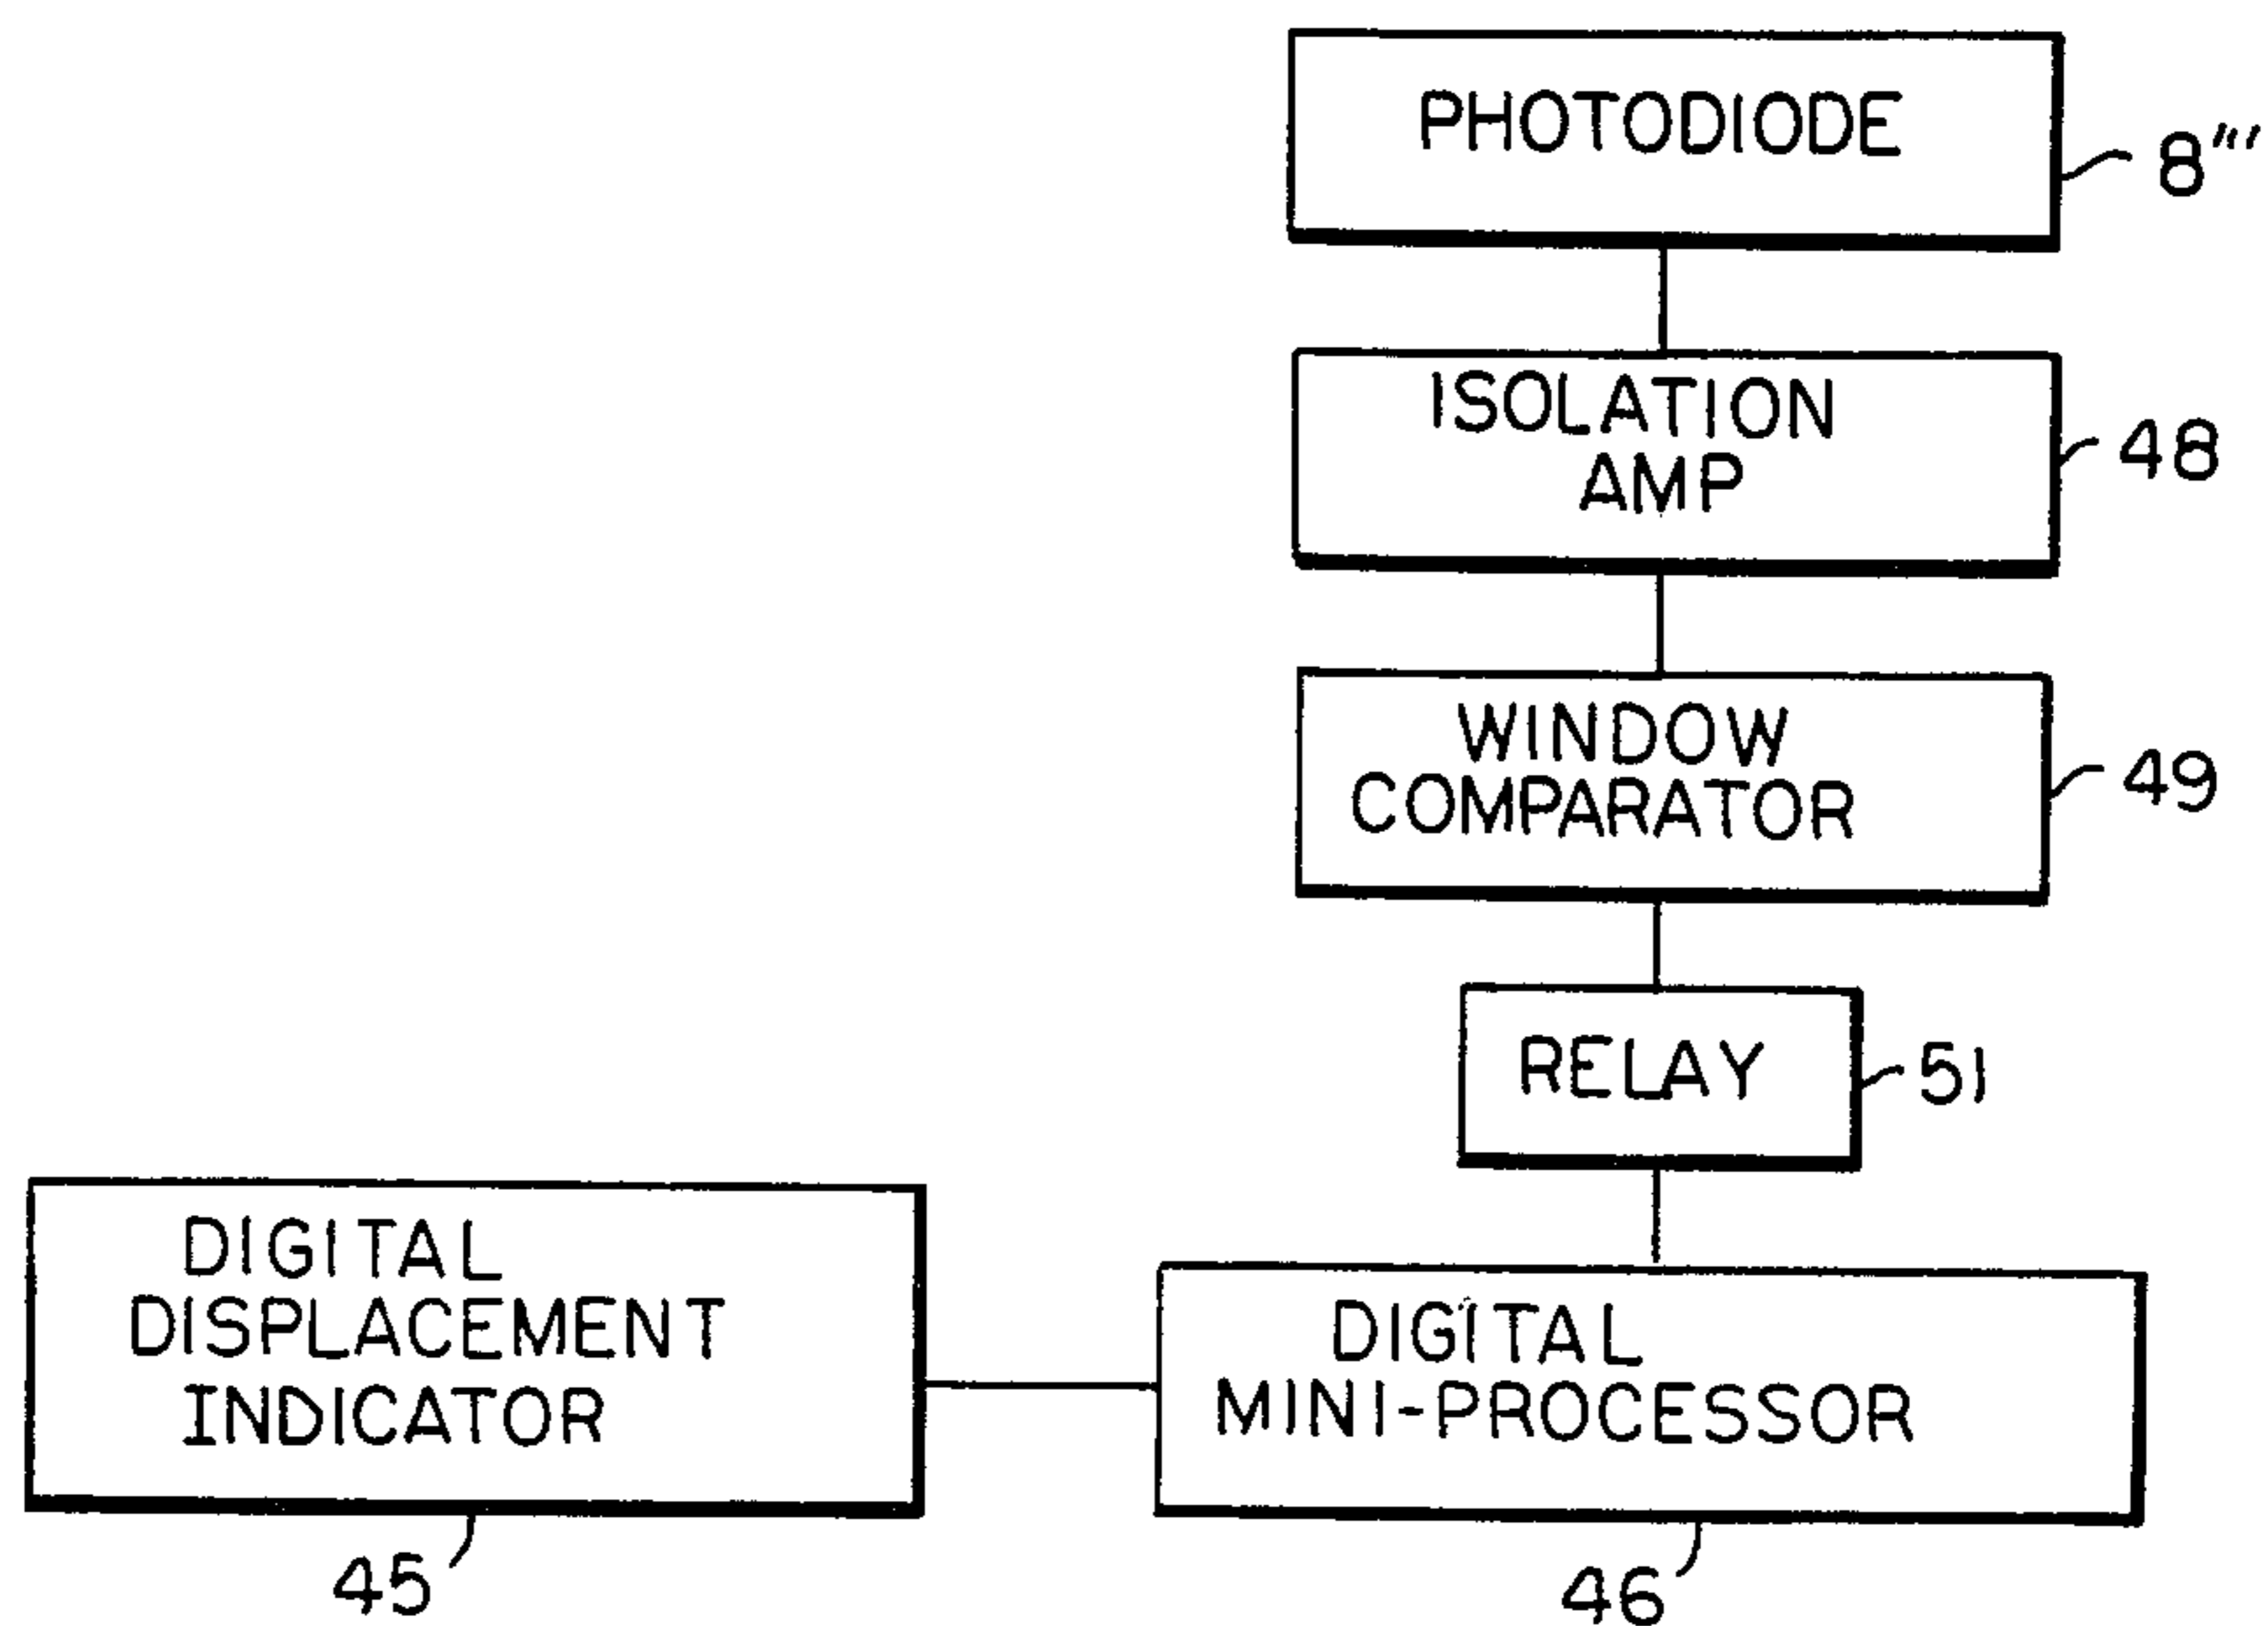 PHOTODIODE
8'''
ISOLATION
AMP
48
WINDOW
COMPARATOR
49
RELAY
51
DIGITAL
DISPLACEMENT
INDICATOR
45
DIGITAL
MINI-PROCESSOR
46